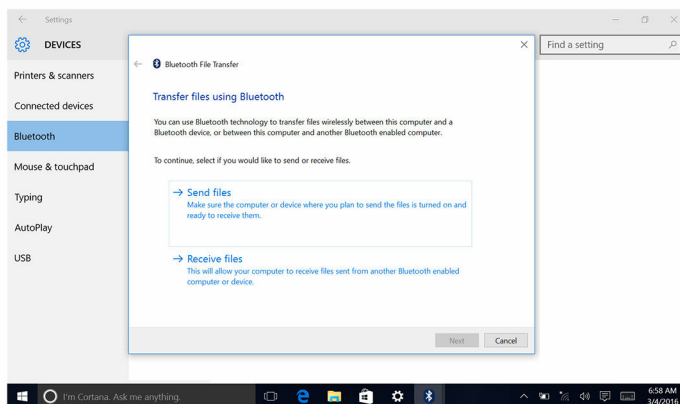 Settings
DEVICES
Find a setting
Printers & scanners
Connected devices
Bluetooth
Mouse & touchpad
Typing
AutoPlay
USB
Bluetooth File Transfer
Transfer files using Bluetooth
You can use Bluetooth technology to transfer files wirelessly between this computer and a
Bluetooth device, or between this computer and another Bluetooth enabled computer.
To continue, select if you would like to send or receive files.
Send files
Make sure the computer or device where you plan to send the files is turned on and
ready to receive them.
Receive files
This will allow your computer to receive files sent from another Bluetooth enabled
computer or device.
Next
Cancel
I'm Cortana. Ask me anything.
6:58 AM
3/4/2016